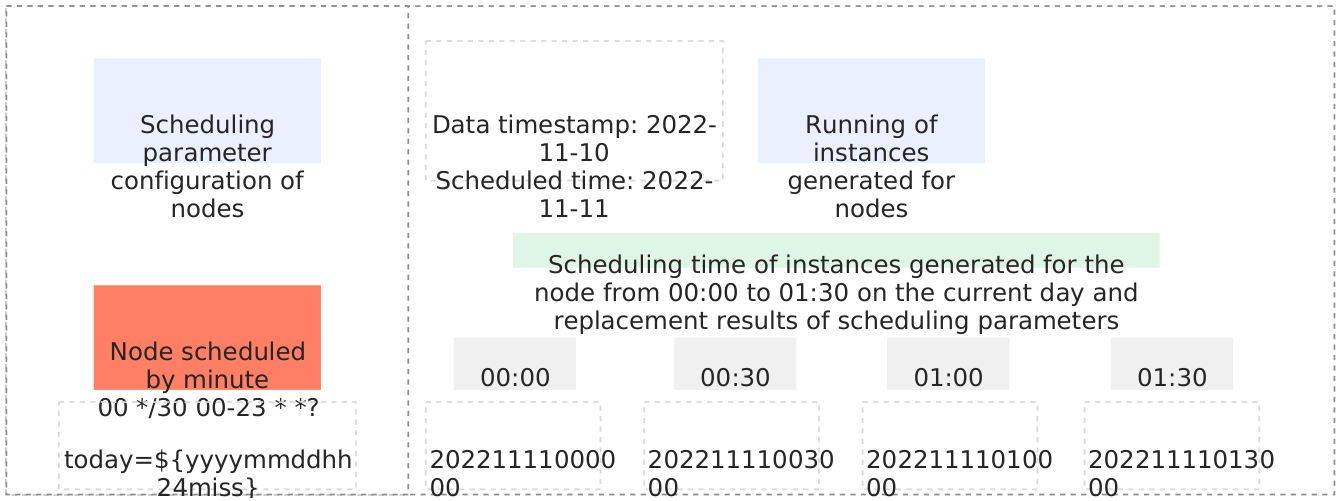 Scheduling
parameter
configuration of
nodes
Data timestamp: 2022-
11-10
Scheduled time: 2022-
11-11
Running of
instances
generated for
nodes
Scheduling time of instances generated for the
node from 00:00 to 01:30 on the current day and
replacement results of scheduling parameters
Node scheduled
by minute
00 */30 00-23 * *?
00:00
00:30
01:00
01:30
today=${yyyymmddhh
24miss}
202211110000
00
202211110030
00
202211110100
00
202211110130
00